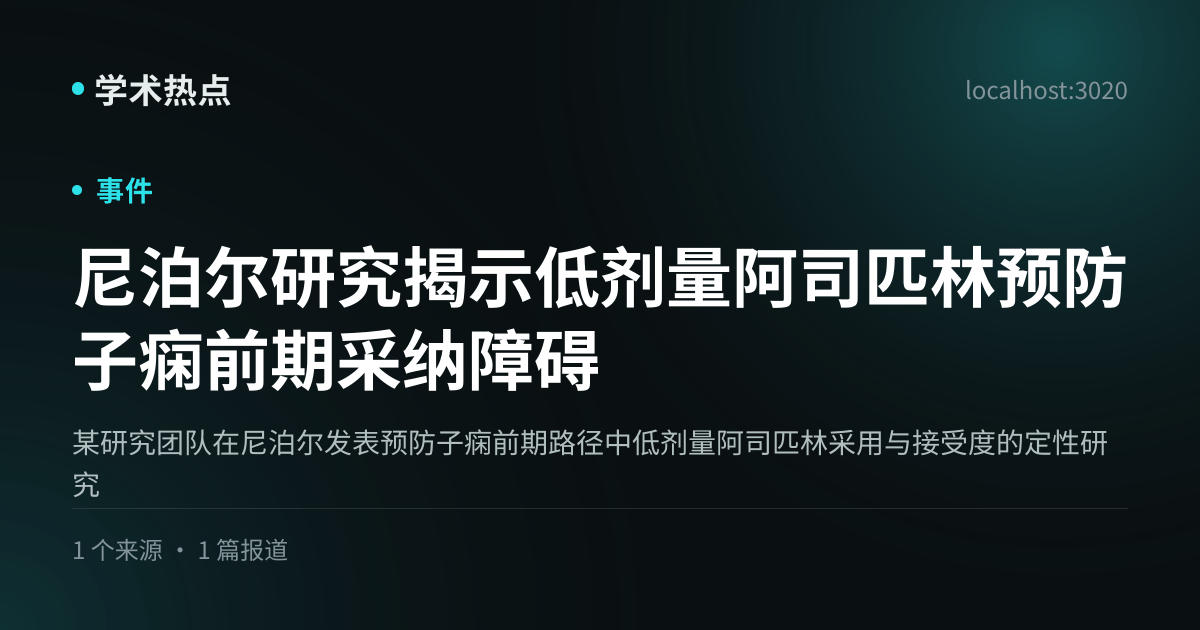 学术热点
localhost:3020
事件
尼泊尔研究揭示低剂量阿司匹林预防
子痫前期采纳障碍
某研究团队在尼泊尔发表预防子痫前期路径中低剂量阿司匹林采用与接受度的定性研
究
1 个来源 · 1 篇报道